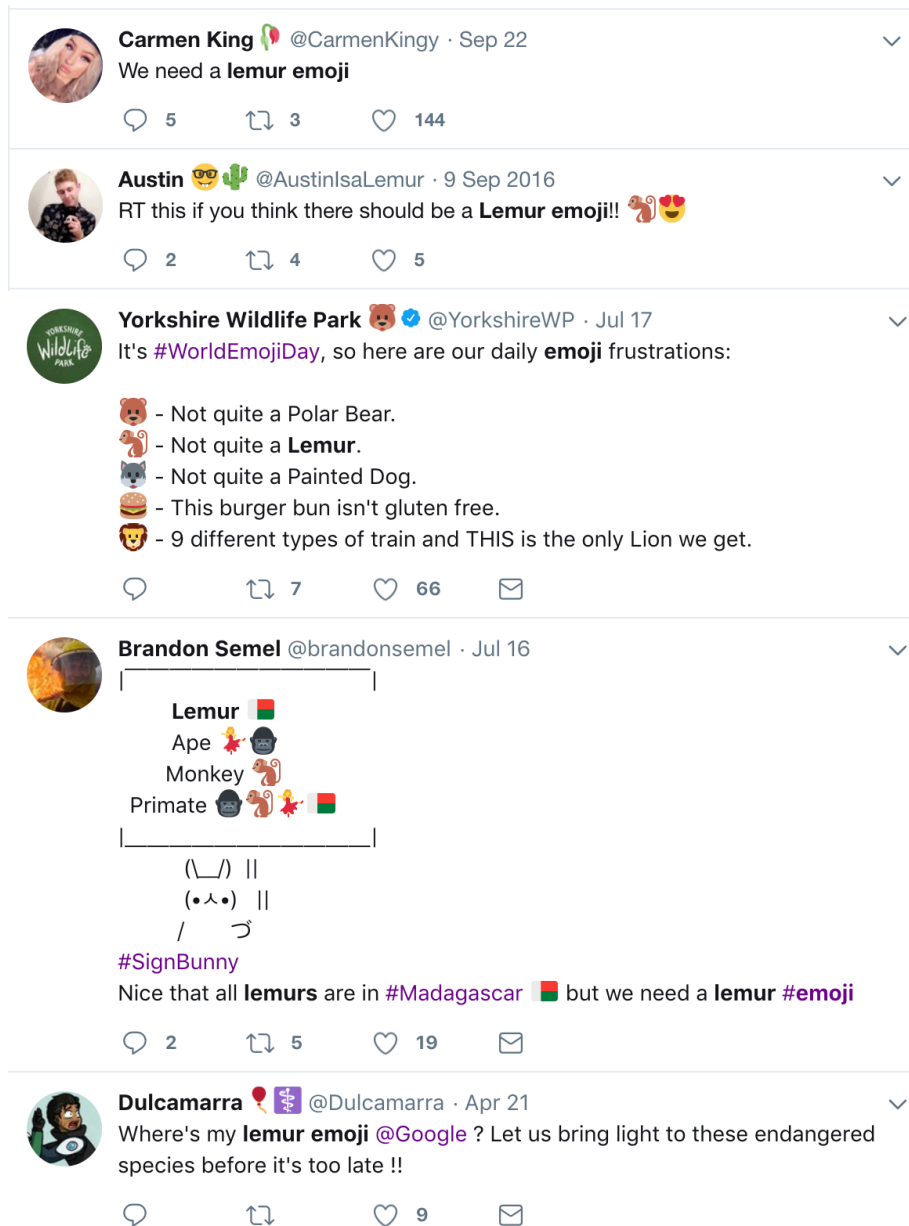 Carmen King 🥀 @CarmenKingy · Sep 22
We need a lemur emoji
5 3 144
Austin 🤓🌵 @AustinIsaLemur · 9 Sep 2016
RT this if you think there should be a Lemur emoji!! 🐒😍
2 4 5
YORKSHIRE
WildLife
PARK
Yorkshire Wildlife Park 🐻 @YorkshireWP · Jul 17
It's #WorldEmojiDay, so here are our daily emoji frustrations:
🐻 - Not quite a Polar Bear.
🐒 - Not quite a Lemur.
🐺 - Not quite a Painted Dog.
🍔 - This burger bun isn't gluten free.
🦁 - 9 different types of train and THIS is the only Lion we get.
7 66
Brandon Semel @brandonsemel · Jul 16
|￣￣￣￣￣￣￣￣￣￣￣|
Lemur 🇲🇬
Ape 💃🦍
Monkey 🐒
Primate 🦍🐒💃🇲🇬
|＿＿＿＿＿＿＿＿＿＿＿|
(\__/) ||
(•ㅅ•) ||
/ 　 づ
#SignBunny
Nice that all lemurs are in #Madagascar 🇲🇬 but we need a lemur #emoji
2 5 19
Dulcamarra 🎈⚕️ @Dulcamarra · Apr 21
Where's my lemur emoji @Google ? Let us bring light to these endangered
species before it's too late !!
9